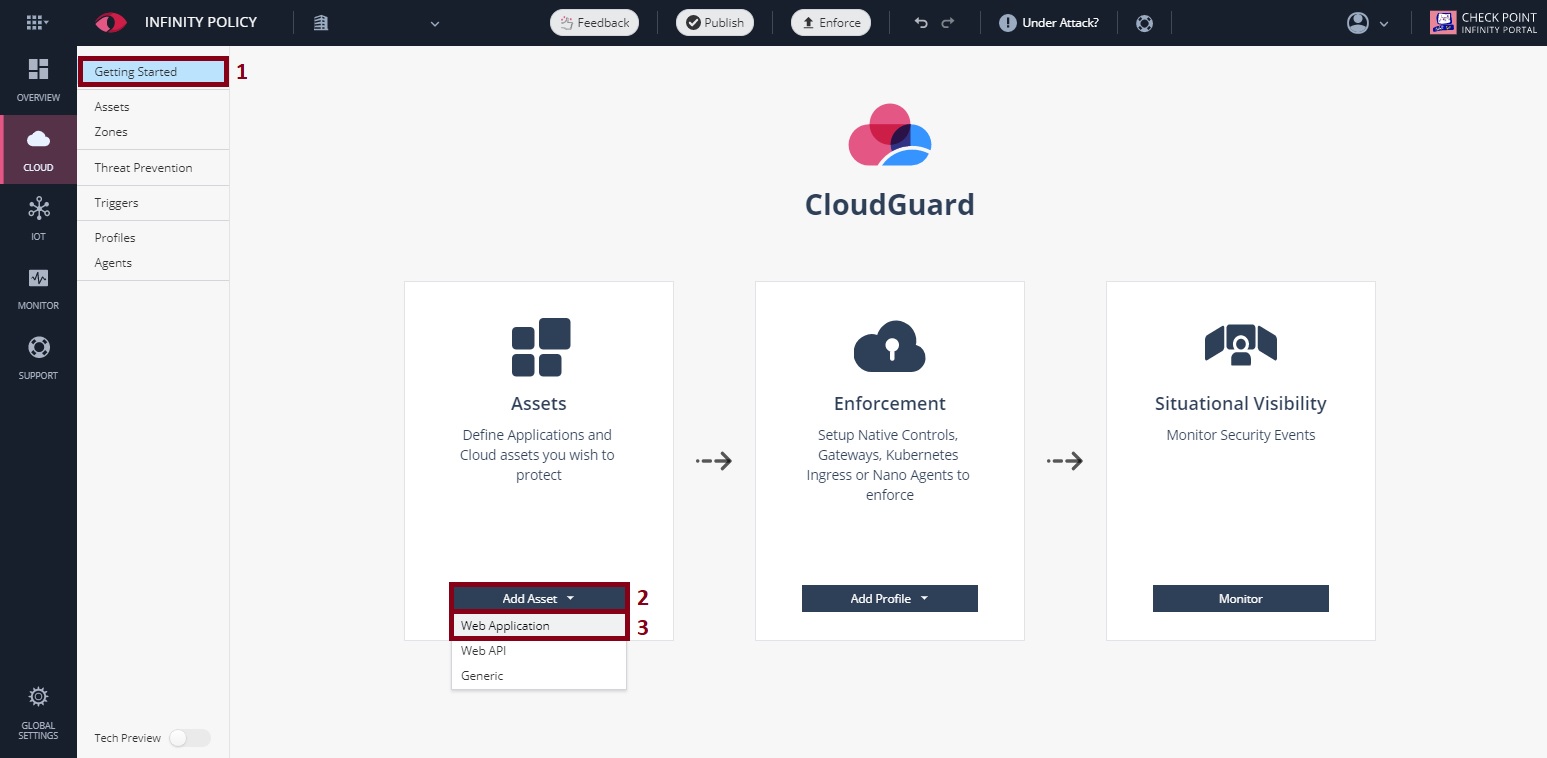 INFINITY POLICY
Feedback
Publish
Enforce
Under Attack?
CHECK POINT
INFINITY PORTAL
OVERVIEW
CLOUD
IOT
MONITOR
SUPPORT
GLOBAL
SETTINGS
Getting Started
1
Assets
Zones
Threat Prevention
Triggers
Profiles
Agents
Tech Preview
CloudGuard
Assets
Define Applications and
Cloud assets you wish to
protect
Add Asset
2
Web Application
3
Web API
Generic
Enforcement
Setup Native Controls,
Gateways, Kubernetes
Ingress or Nano Agents to
enforce
Add Profile
Situational Visibility
Monitor Security Events
Monitor